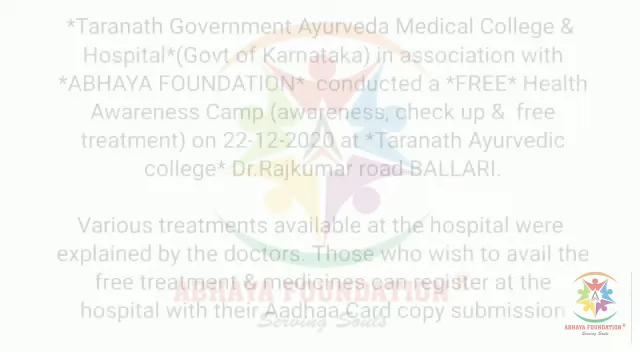 *Taranath Government Ayurveda Medical College &
Hospital*(Govt of Karnataka) in association with
*ABHAYA FOUNDATION* conducted a *FREE* Health
Awareness Camp (awareness, check up & free
treatment) on 22-12-2020 at *Taranath Ayurvedic
college* Dr.Rajkumar road BALLARI.
Various treatments available at the hospital were
explained by the doctors. Those who wish to avail the
free treatment & medicines can register at the
hospital with their Aadhaa Card copy submission
ABHAYA FOUNDATION®
Serving Souls
ABHAYA FOUNDATION®
Serving Souls